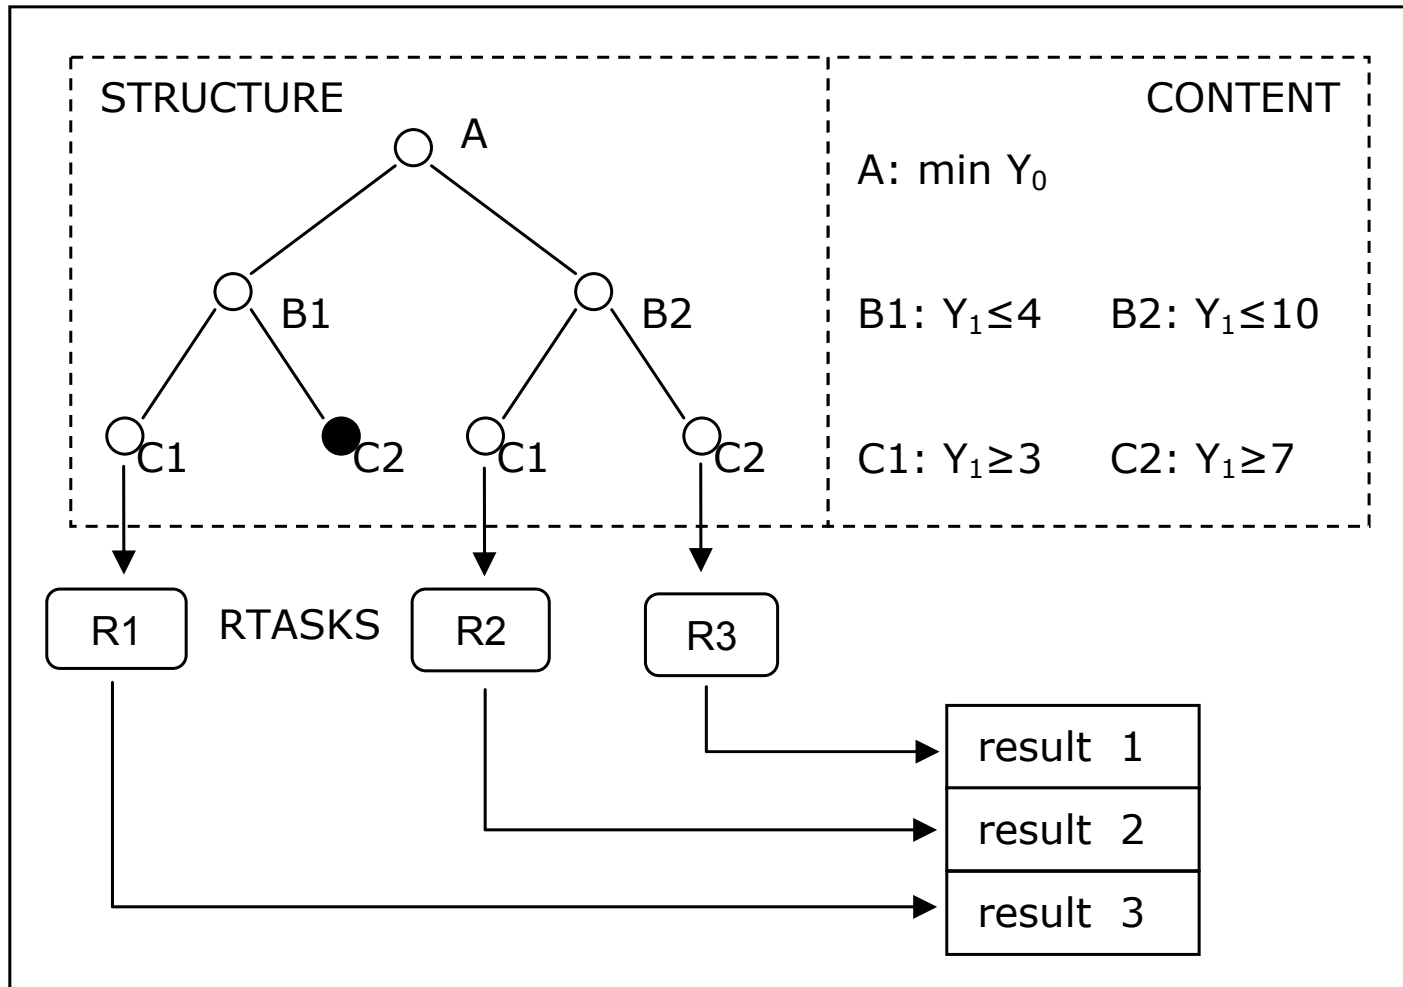 STRUCTURE
CONTENT
A
A: min Y₀
B1
B2
B1: Y₁≤4
B2: Y₁≤10
C1
C2
C1
C2
C1: Y₁≥3
C2: Y₁≥7
R1
RTASKS
R2
R3
result 1
result 2
result 3